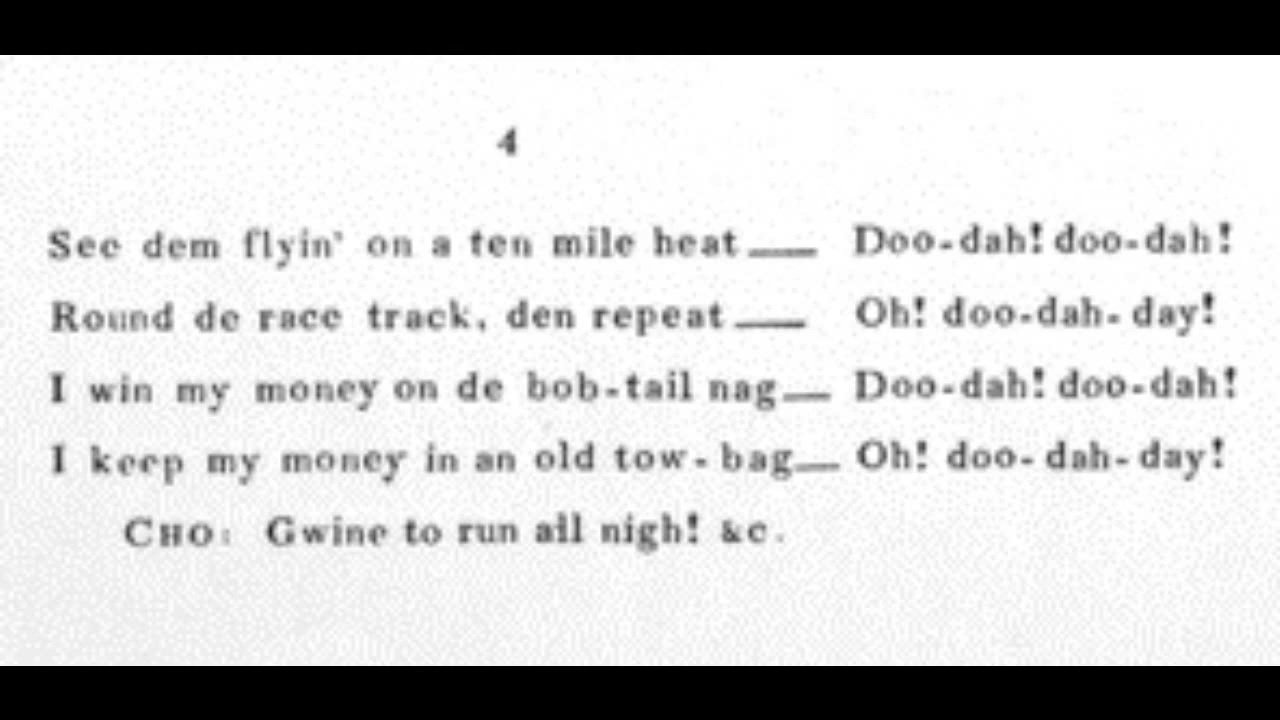 4
See dem flyin' on a ten mile heat — Doo-dah! doo-dah!
Round de race track, den repeat — Oh! doo-dah-day!
I win my money on de bob-tail nag — Doo-dah! doo-dah!
I keep my money in an old tow-bag — Oh! doo-dah-day!
CHO: Gwine to run all nigh! &c.